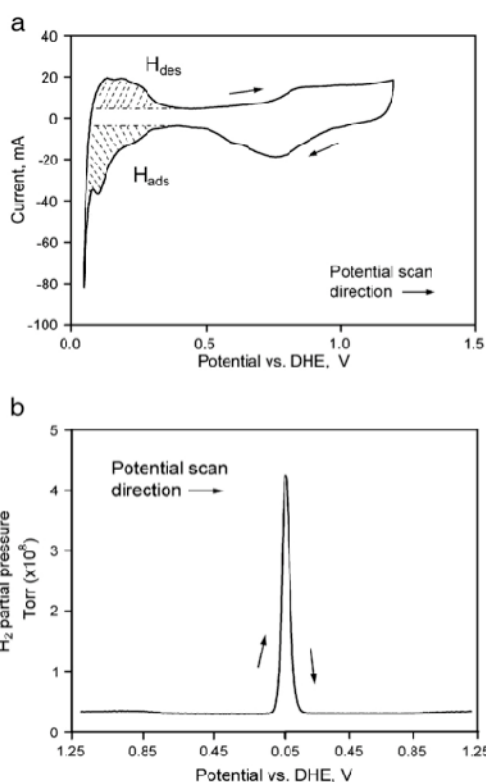 a
40
20
0
-20
-40
-60
-80
-100
Current, mA
Hdes
Hads
Potential scan
direction
0.0 0.5 1.0 1.5
Potential vs. DHE, V
b
5
4
3
2
1
0
H2 partial pressure
Torr (x10^8)
Potential scan
direction
1.25 0.85 0.45 0.05 0.45 0.85 1.25
Potential vs. DHE, V